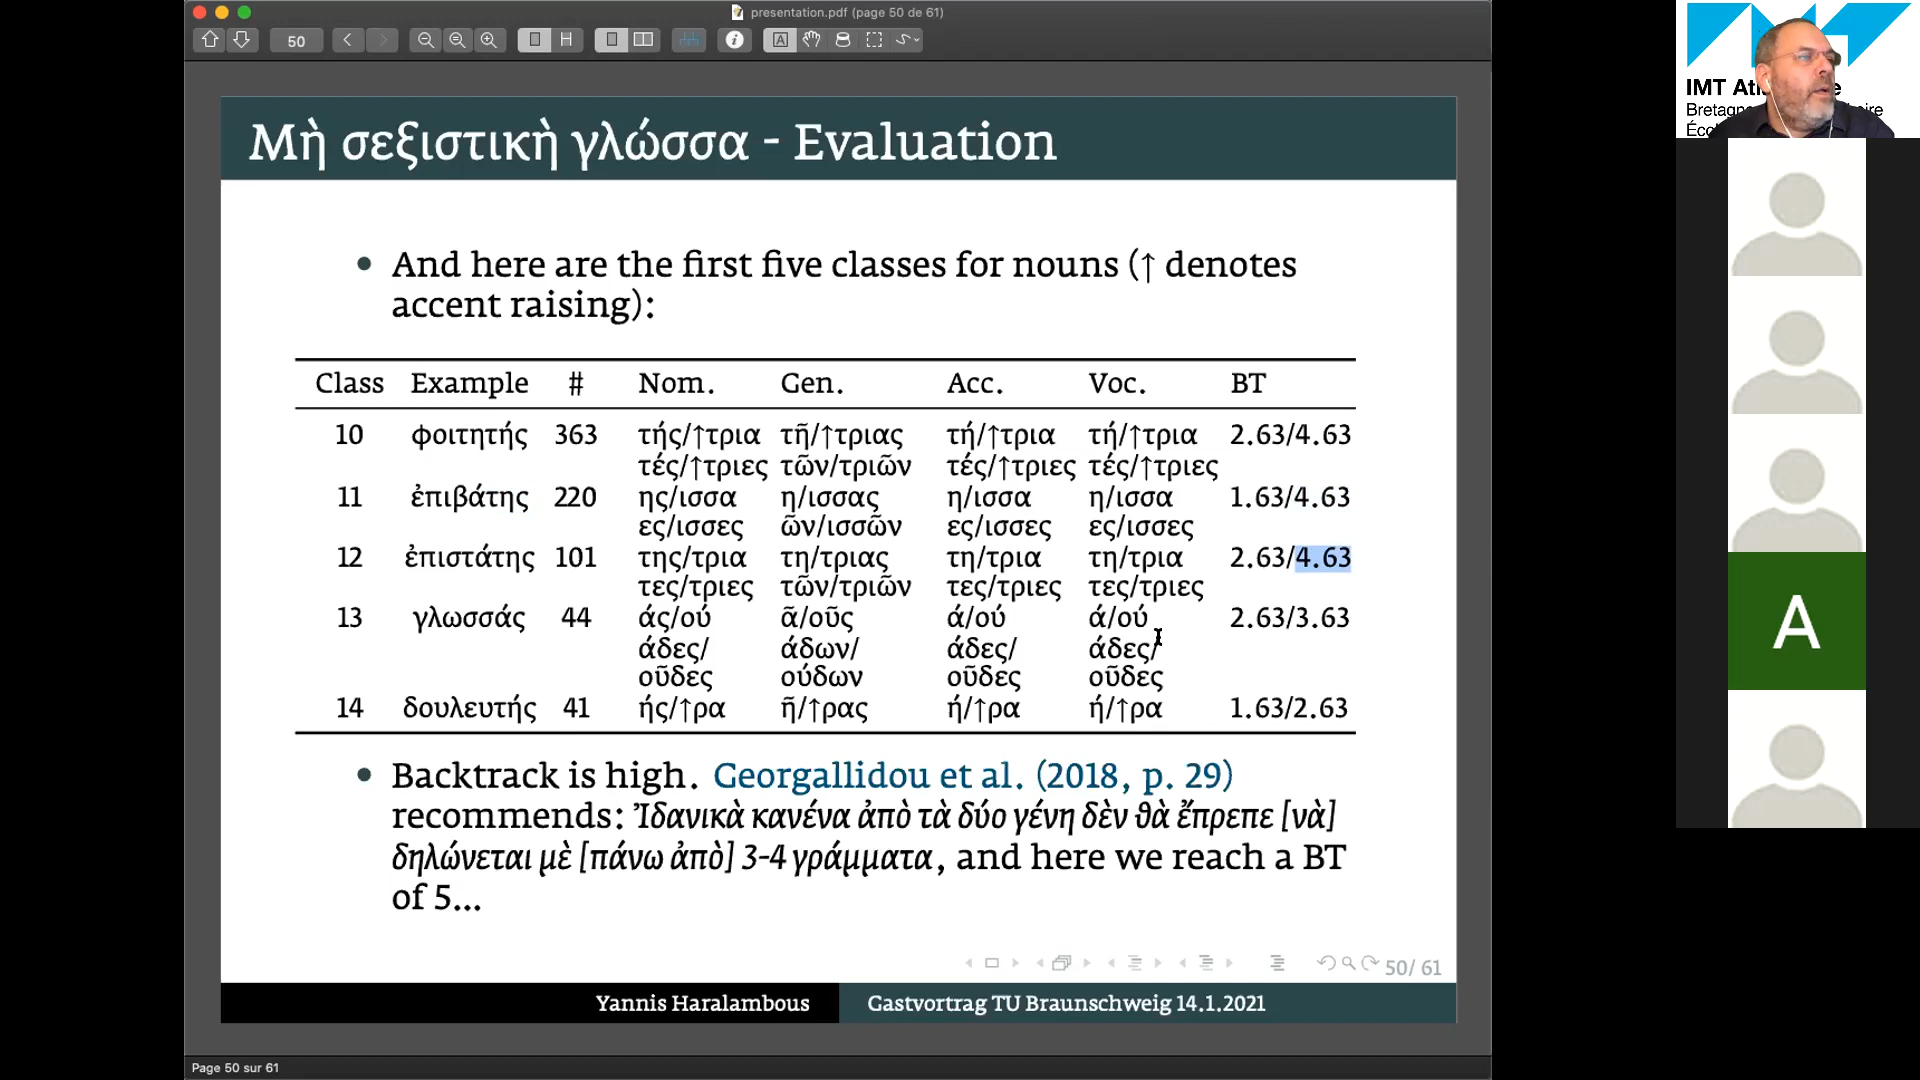 presentation.pdf (page 50 de 61)
50
Μὴ σεξιστικὴ γλώσσα - Evaluation
• And here are the first five classes for nouns (↑ denotes
accent raising):
Class Example # Nom. Gen. Acc. Voc. BT
10 φοιτητής 363 τής/↑τρια τῆ/↑τριας τή/↑τρια τή/↑τρια 2.63/4.63
τές/↑τριες τῶν/τριῶν τές/↑τριες τές/↑τριες
11 ἐπιβάτης 220 ης/ισσα η/ισσας η/ισσα η/ισσα 1.63/4.63
ες/ισσες ῶν/ισσῶν ες/ισσες ες/ισσες
12 ἐπιστάτης 101 της/τρια τη/τριας τη/τρια τη/τρια 2.63/4.63
τες/τριες τῶν/τριῶν τες/τριες τες/τριες
13 γλωσσάς 44 άς/ού ᾶ/οῦς ά/ού ά/ού 2.63/3.63
άδες/ άδων/ άδες/ άδες/
οῦδες ούδων οῦδες οῦδες
14 δουλευτής 41 ής/↑ρα ῆ/↑ρας ή/↑ρα ή/↑ρα 1.63/2.63
• Backtrack is high. Georgallidou et al. (2018, p. 29)
recommends: Ἰδανικὰ κανένα ἀπὸ τὰ δύο γένη δὲν θὰ ἔπρεπε [νὰ]
δηλώνεται μὲ [πάνω ἀπὸ] 3-4 γράμματα, and here we reach a BT
of 5...
50/ 61
Yannis Haralambous Gastvortrag TU Braunschweig 14.1.2021
Page 50 sur 61
IMT
A